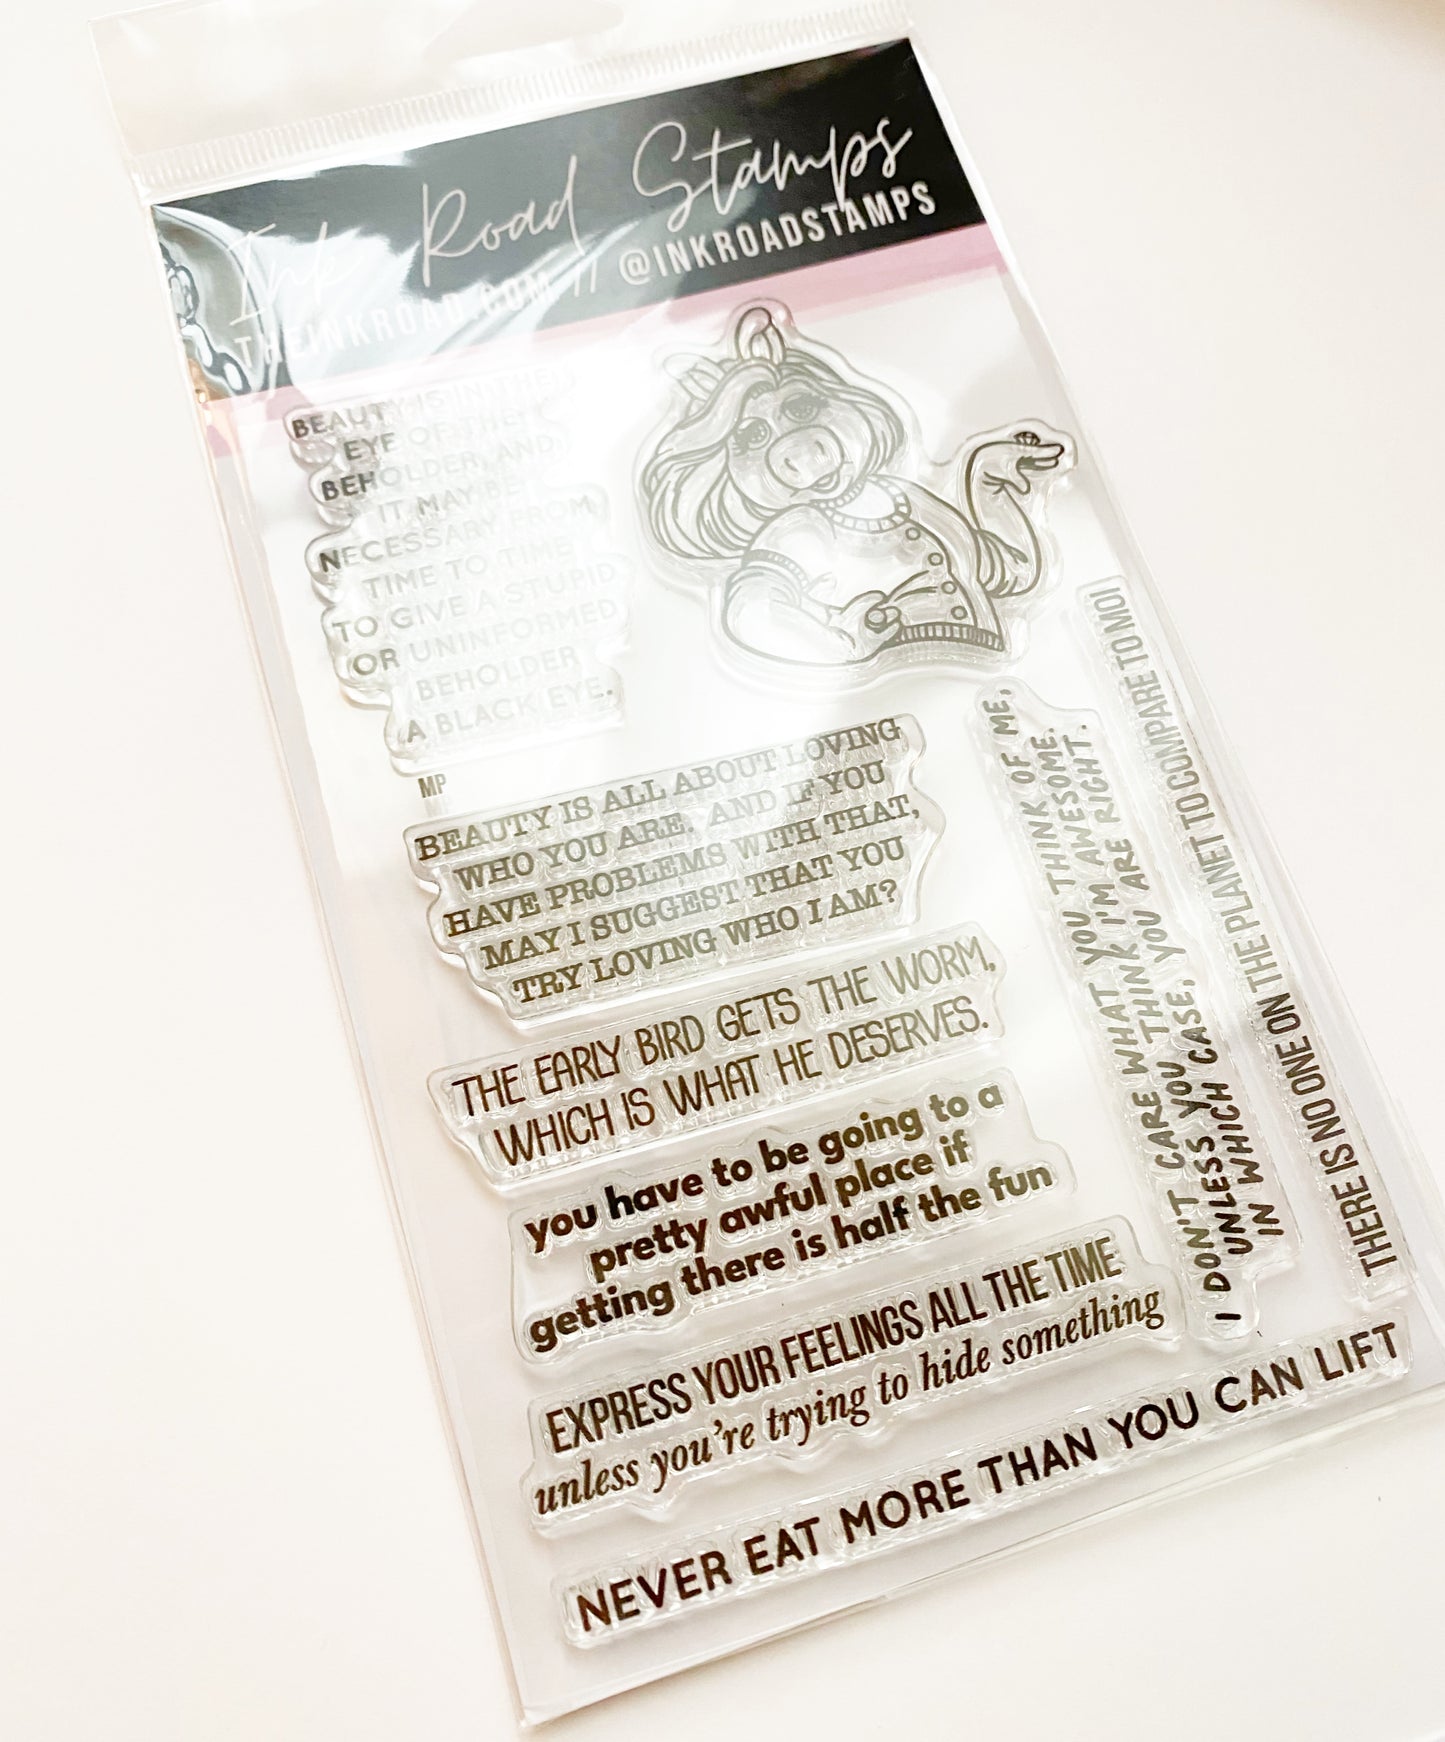 Ink Road Stamps
THEINKROAD.COM // @INKROADSTAMPS
BEAUTY IS IN THE
EYE OF THE
BEHOLDER, AND
IT MAY BE
NECESSARY FROM
TIME TO TIME
TO GIVE A STUPID
OR UNINFORMED
BEHOLDER
A BLACK EYE.
MP
BEAUTY IS ALL ABOUT LOVING
WHO YOU ARE. AND IF YOU
HAVE PROBLEMS WITH THAT,
MAY I SUGGEST THAT YOU
TRY LOVING WHO I AM?
THE EARLY BIRD GETS THE WORM,
WHICH IS WHAT HE DESERVES.
you have to be going to a
pretty awful place if
getting there is half the fun
EXPRESS YOUR FEELINGS ALL THE TIME
unless you're trying to hide something
NEVER EAT MORE THAN YOU CAN LIFT
I DON'T CARE WHAT YOU THINK OF ME,
UNLESS YOU THINK I'M AWESOME.
IN WHICH CASE, YOU ARE RIGHT.
THERE IS NO ONE ON THE PLANET TO COMPARE TO MOI